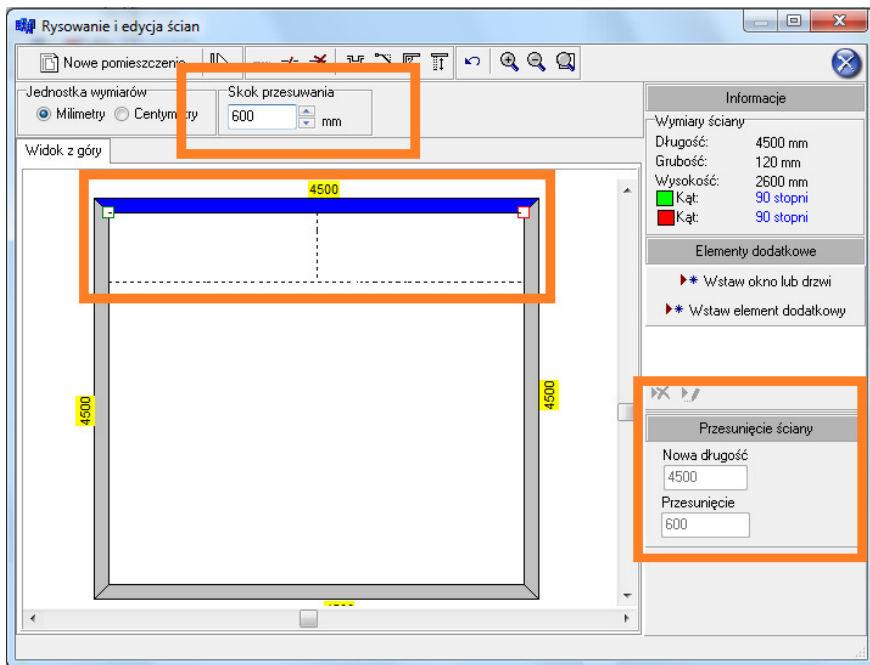 Rysowanie i edycja ścian
Nowe pomieszczenie
Jednostka wymiarów
Milimetry
Centymetry
Skok przesuwania
600
mm
Widok z góry
4500
4500
4500
4500
Informacje
Wymiary ściany
Długość: 4500 mm
Grubość: 120 mm
Wysokość: 2600 mm
Kąt: 90 stopni
Kąt: 90 stopni
Elementy dodatkowe
Wstaw okno lub drzwi
Wstaw element dodatkowy
Przesunięcie ściany
Nowa długość
4500
Przesunięcie
600